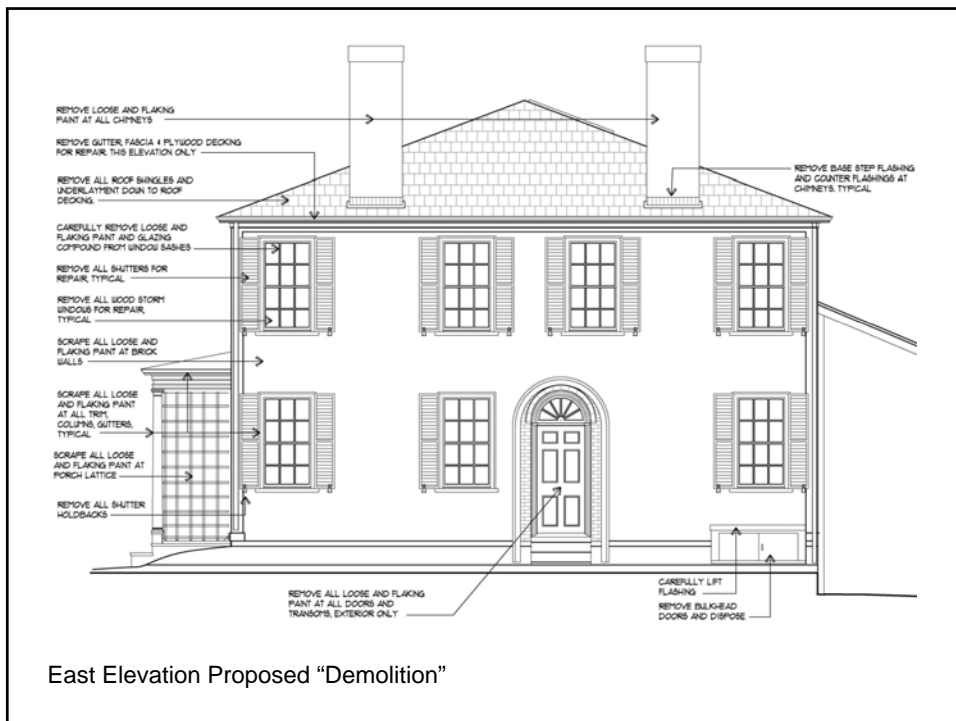 REMOVE LOOSE AND FLAKING
PAINT AT ALL CHIMNEYS
REMOVE GUTTER, FASCIA & PLYWOOD DECKING
FOR REPAIR, THIS ELEVATION ONLY
REMOVE ALL ROOF SHINGLES AND
UNDERLAYMENT DOWN TO ROOF
DECKING.
CAREFULLY REMOVE LOOSE AND
FLAKING PAINT AND GLAZING
COMPOUND FROM WINDOW SASHES
REMOVE ALL SHUTTERS FOR
REPAIR, TYPICAL
REMOVE ALL WOOD STORM
WINDOWS FOR REPAIR,
TYPICAL
SCRAPE ALL LOOSE AND
FLAKING PAINT AT BRICK
WALLS
SCRAPE ALL LOOSE
AND FLAKING PAINT
AT ALL TRIM,
COLUMNS, GUTTERS,
TYPICAL
SCRAPE ALL LOOSE
AND FLAKING PAINT AT
PORCH LATTICE
REMOVE ALL SHUTTER
HOLDBACKS
REMOVE BASE STEP FLASHING
AND COUNTER FLASHINGS AT
CHIMNEYS, TYPICAL
REMOVE ALL LOOSE AND FLAKING
PAINT AT ALL DOORS AND
TRANSOMS, EXTERIOR ONLY
CAREFULLY LIFT
FLASHING
REMOVE BULKHEAD
DOORS AND DISPOSE
East Elevation Proposed “Demolition”